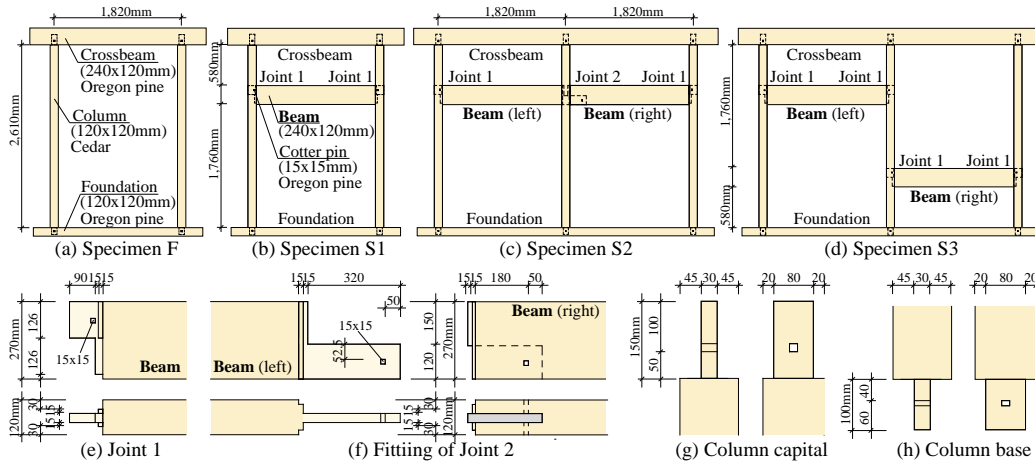 1,820mm
Crossbeam
(240x120mm)
Oregon pine
2,610mm
Column
(120x120mm)
Cedar
Foundation
(120x120mm)
Oregon pine
(a) Specimen F
1,820mm
580mm
Crossbeam
Joint 1 Joint 1
Beam
(240x120mm)
Cotter pin
(15x15mm)
Oregon pine
1,760mm
Foundation
(b) Specimen S1
1,820mm 1,820mm
Crossbeam
Joint 1 Joint 2 Joint 1
Beam (left) Beam (right)
Foundation
(c) Specimen S2
1,760mm
Crossbeam
Joint 1 Joint 1
Beam (left)
Joint 1 Joint 1
Beam (right)
580mm
Foundation
(d) Specimen S3
90 15 15
270mm
126
126
15x15
Beam
120mm
30
15 15
30
(e) Joint 1
15 15 320
50
15x15
52.5
Beam (left)
30
15 15
30
15 15 180 50
Beam (right)
150
120
270mm
120mm
(f) Fittiing of Joint 2
45 30 45 20 80 20
150mm
100
50
(g) Column capital
45 30 45 20 80 20
100mm
40
60
(h) Column base